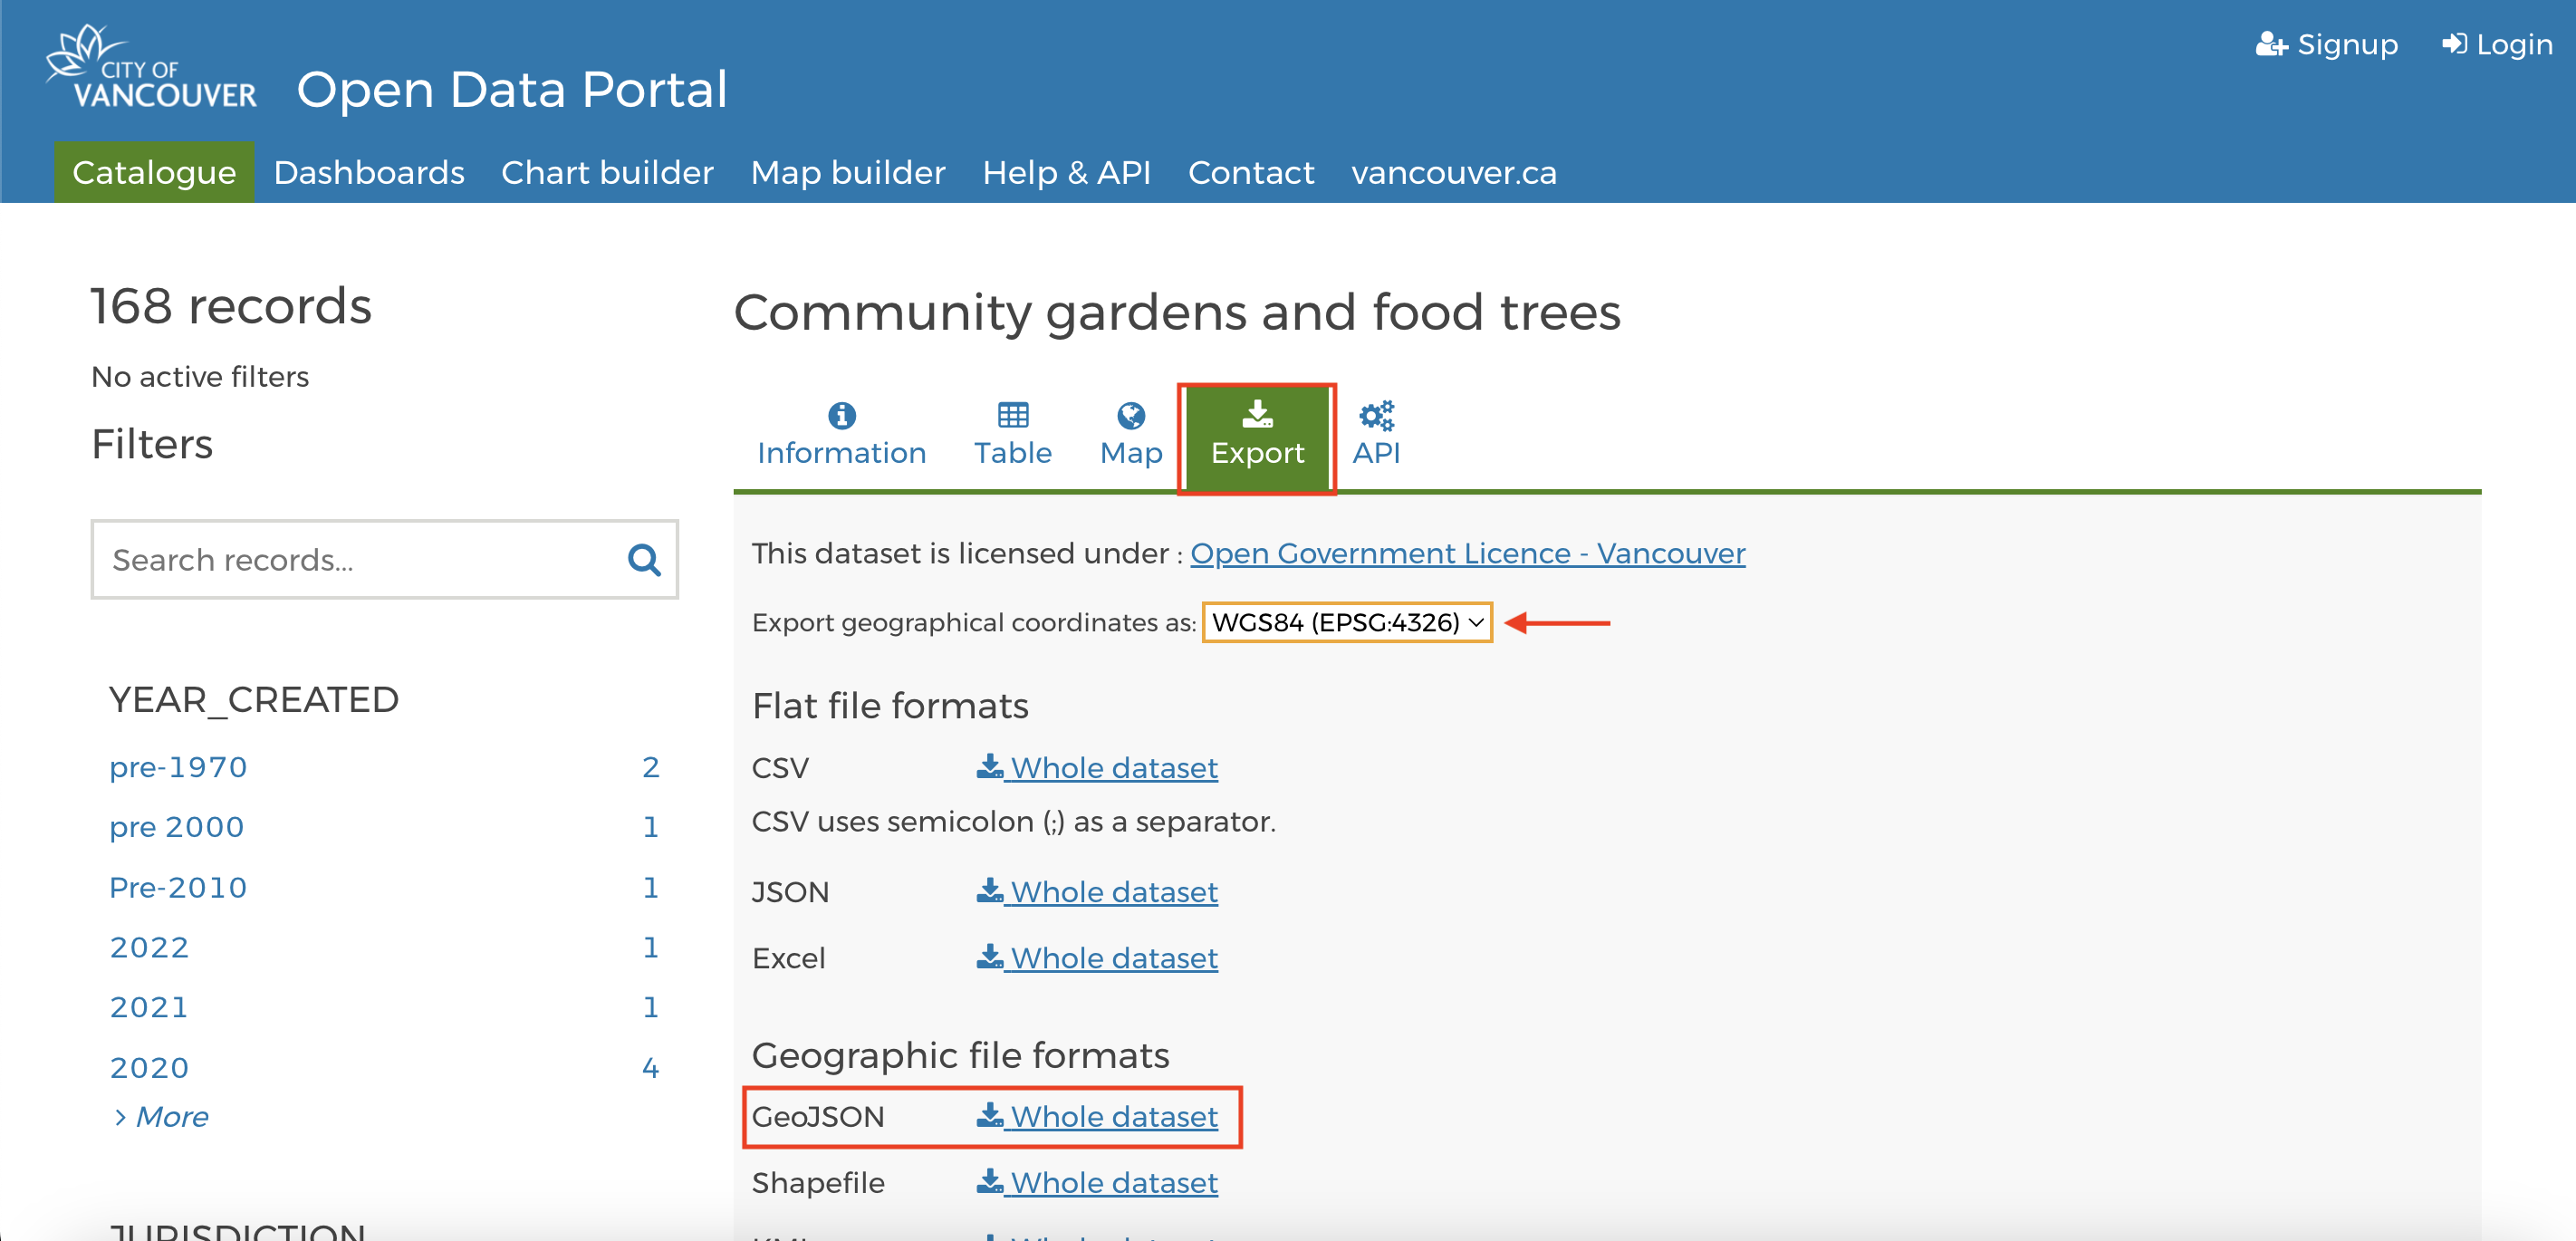 CITY OF
VANCOUVER
Open Data Portal
Signup
Login
Catalogue
Dashboards
Chart builder
Map builder
Help & API
Contact
vancouver.ca
168 records
No active filters
Filters
Search records...
YEAR_CREATED
pre-1970 2
pre 2000 1
Pre-2010 1
2022 1
2021 1
2020 4
> More
JURISDICTION
Community gardens and food trees
Information
Table
Map
Export
API
This dataset is licensed under : Open Government Licence - Vancouver
Export geographical coordinates as: WGS84 (EPSG:4326)
Flat file formats
CSV Whole dataset
CSV uses semicolon (;) as a separator.
JSON Whole dataset
Excel Whole dataset
Geographic file formats
GeoJSON Whole dataset
Shapefile Whole dataset